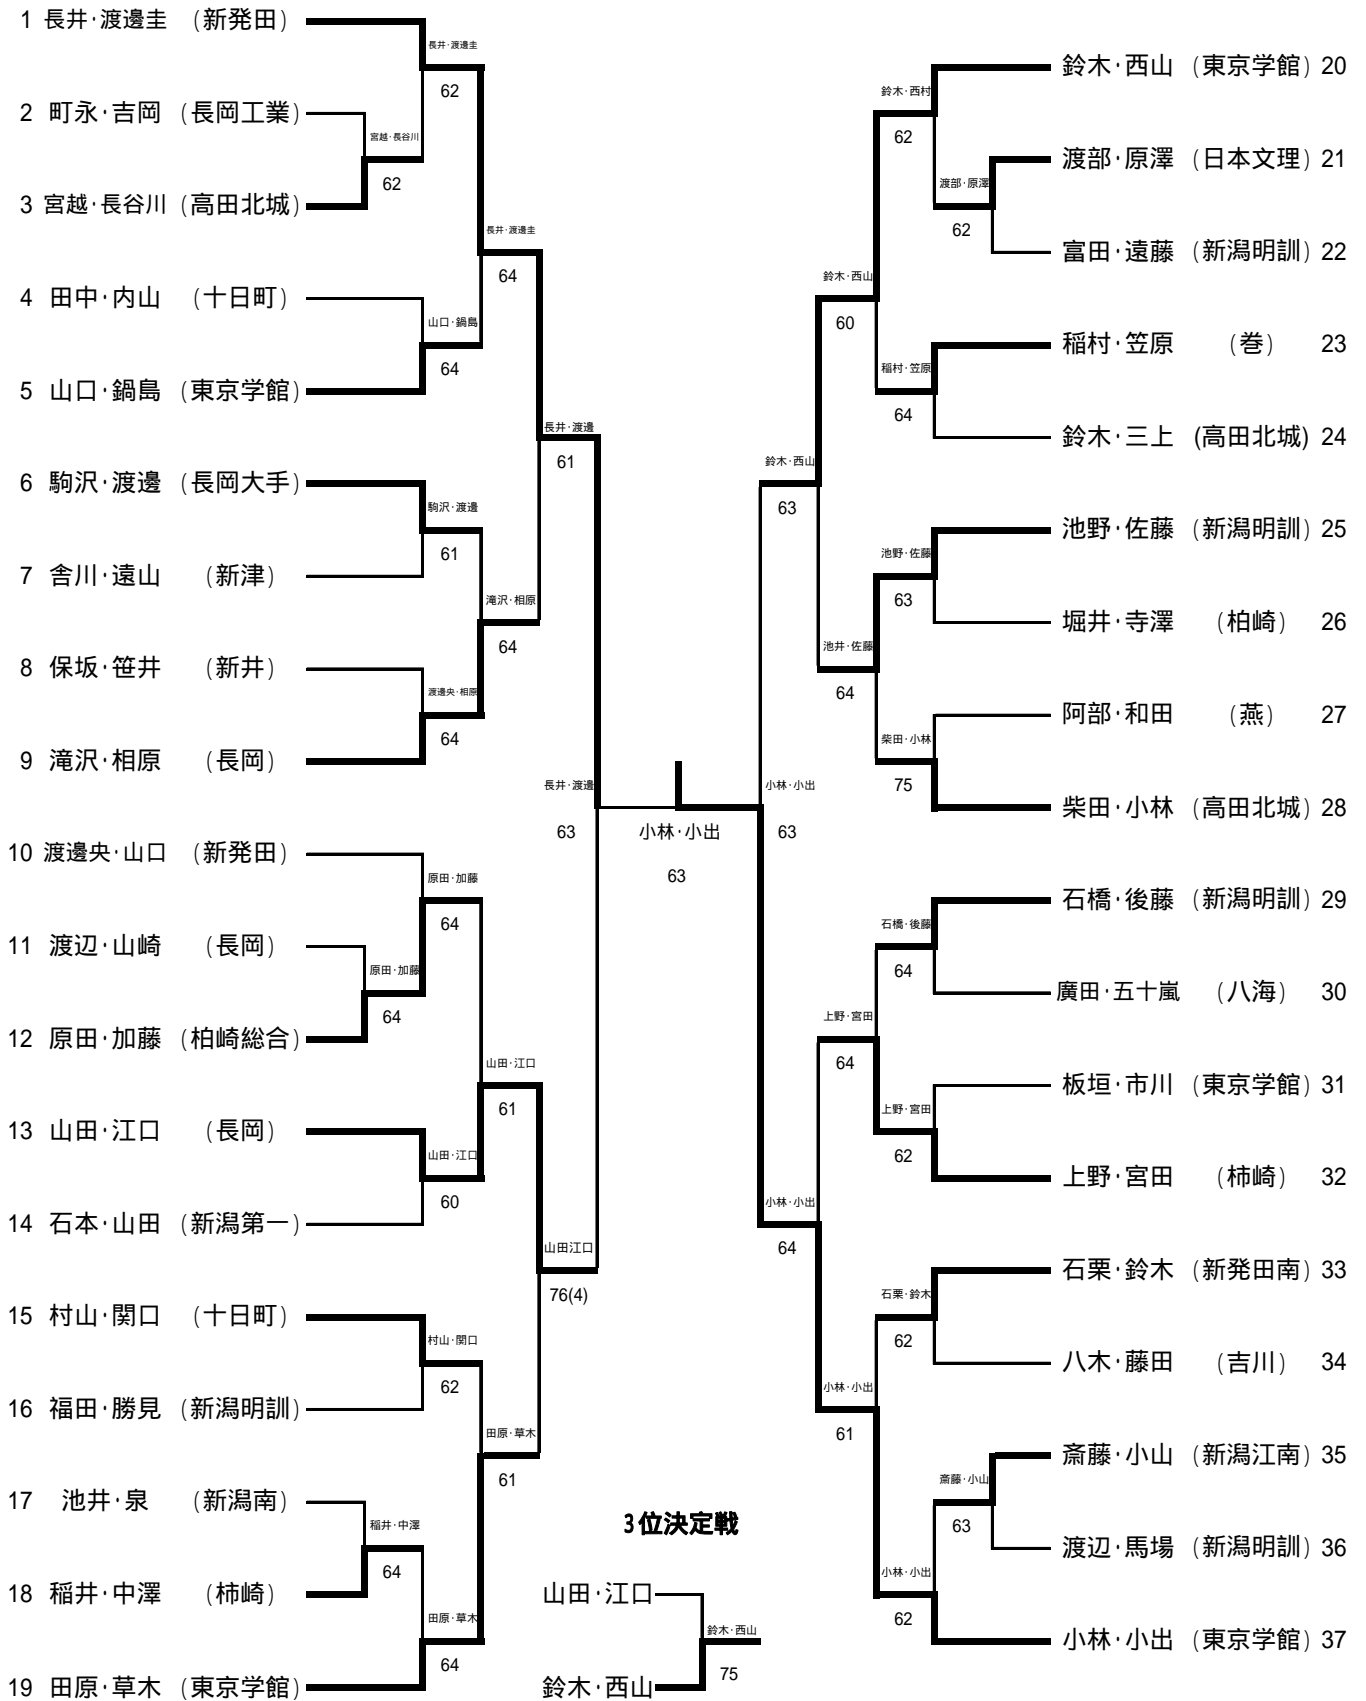 1 長井・渡邊圭 (新発田)
長井・渡邊圭
62
2 町永・吉岡 (長岡工業)
宮越・長谷川
62
3 宮越・長谷川 (高田北城)
長井・渡邊圭
64
4 田中・内山 (十日町)
山口・鍋島
64
5 山口・鍋島 (東京学館)
長井・渡邊
61
6 駒沢・渡邊 (長岡大手)
駒沢・渡邊
61
7 舎川・遠山 (新津)
滝沢・相原
64
8 保坂・笹井 (新井)
渡邊央・相原
64
9 滝沢・相原 (長岡)
長井・渡邊
63
10 渡邊央・山口 (新発田)
原田・加藤
64
11 渡辺・山崎 (長岡)
原田・加藤
64
12 原田・加藤 (柏崎総合)
山田・江口
61
13 山田・江口 (長岡)
山田・江口
60
14 石本・山田 (新潟第一)
山田江口
76(4)
15 村山・関口 (十日町)
村山・関口
62
16 福田・勝見 (新潟明訓)
田原・草木
61
17 池井・泉 (新潟南)
稲井・中澤
64
18 稲井・中澤 (柿崎)
田原・草木
64
19 田原・草木 (東京学館)
小林・小出
63
鈴木・西山 (東京学館) 20
鈴木・西村
62
渡部・原澤 (日本文理) 21
渡部・原澤
62
富田・遠藤 (新潟明訓) 22
鈴木・西山
60
稲村・笠原 (巻) 23
稲村・笠原
64
鈴木・三上 (高田北城) 24
鈴木・西山
63
池野・佐藤 (新潟明訓) 25
池野・佐藤
63
堀井・寺澤 (柏崎) 26
池井・佐藤
64
阿部・和田 (燕) 27
柴田・小林
75
柴田・小林 (高田北城) 28
小林・小出
63
石橋・後藤 (新潟明訓) 29
石橋・後藤
64
廣田・五十嵐 (八海) 30
上野・宮田
64
板垣・市川 (東京学館) 31
上野・宮田
62
上野・宮田 (柿崎) 32
小林・小出
64
石栗・鈴木 (新発田南) 33
石栗・鈴木
62
八木・藤田 (吉川) 34
小林・小出
61
斎藤・小山 (新潟江南) 35
斎藤・小山
63
渡辺・馬場 (新潟明訓) 36
小林・小出
62
小林・小出 (東京学館) 37
3位決定戦
山田・江口
鈴木・西山
75
鈴木・西山